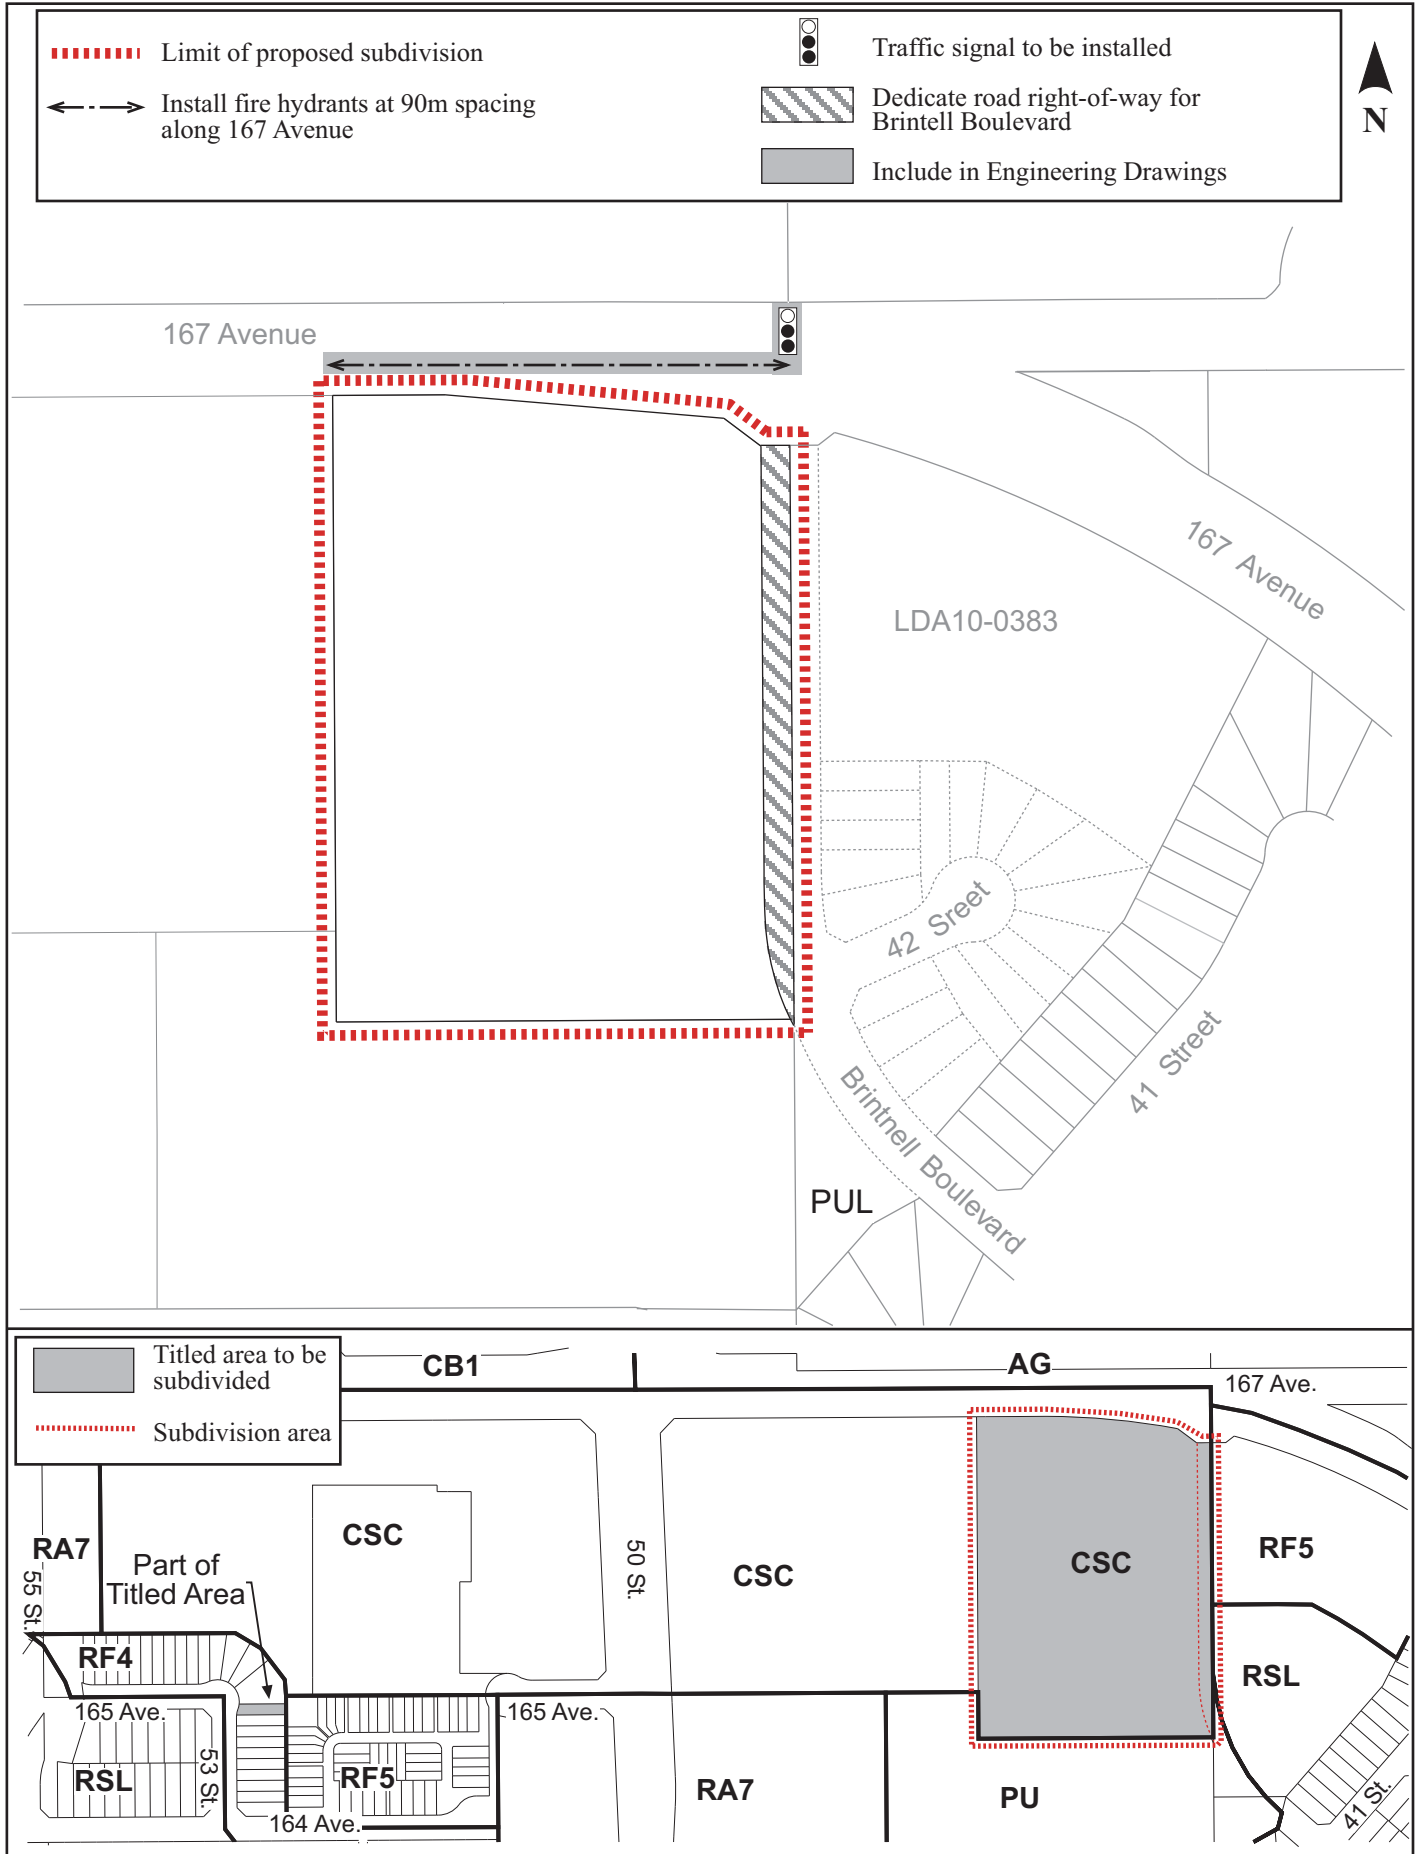 Limit of proposed subdivision
Install fire hydrants at 90m spacing
along 167 Avenue
Traffic signal to be installed
Dedicate road right-of-way for
Brintell Boulevard
Include in Engineering Drawings
N
167 Avenue
167 Avenue
LDA10-0383
42 Sreet
41 Street
Brintnell Boulevard
PUL
Titled area to be
subdivided
Subdivision area
CB1
AG
167 Ave.
RA7
55 St.
Part of
Titled Area
CSC
50 St.
CSC
CSC
RF5
RF4
RSL
165 Ave.
165 Ave.
53 St.
RSL
RF5
RA7
PU
41 St.
164 Ave.